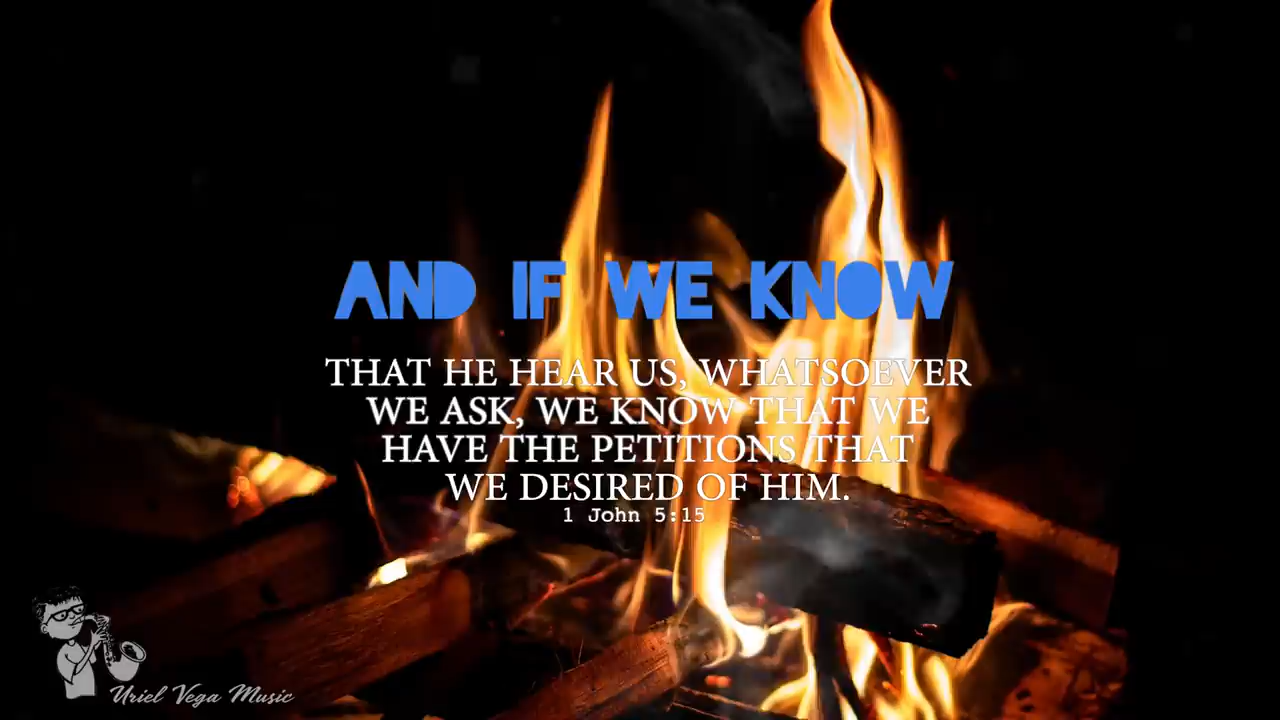 AND IF WE KNOW
THAT HE HEAR US, WHATSOEVER
WE ASK, WE KNOW THAT WE
HAVE THE PETITIONS THAT
WE DESIRED OF HIM.
1 John 5:15
Uriel Vega Music